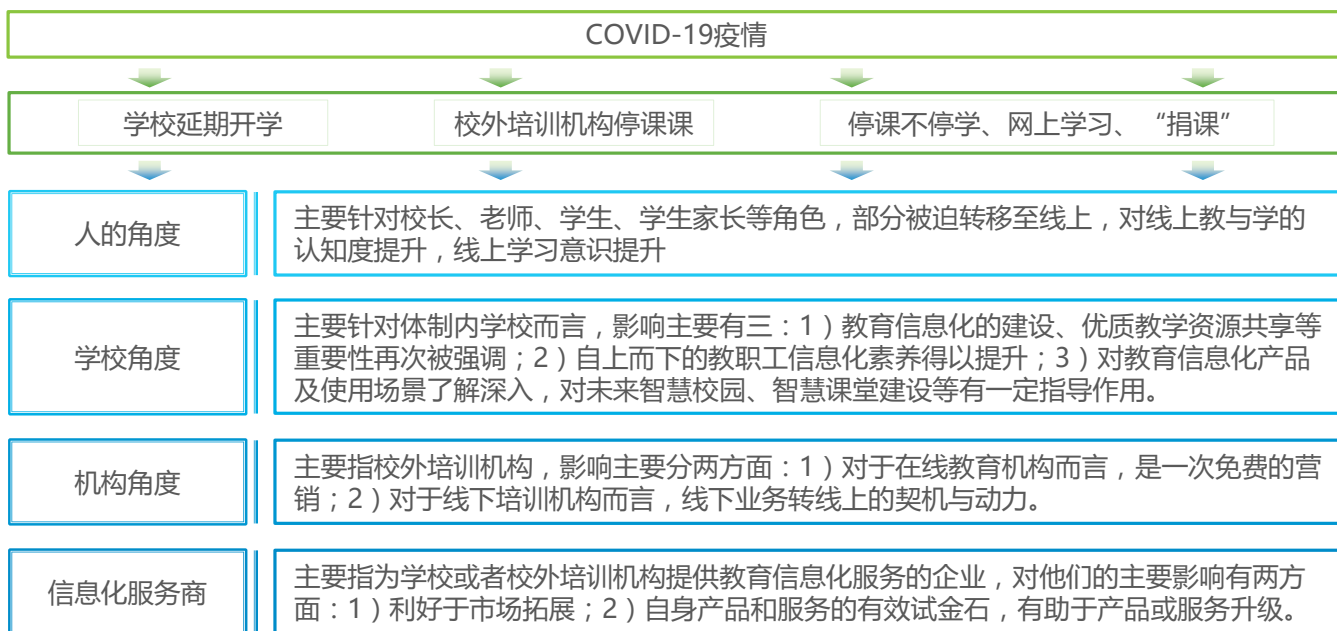 COVID-19疫情
学校延期开学
校外培训机构停课课
停课不停学、网上学习、“捐课”
人的角度
主要针对校长、老师、学生、学生家长等角色，部分被迫转移至线上，对线上教与学的
认知度提升，线上学习意识提升
学校角度
主要针对体制内学校而言，影响主要有三：1）教育信息化的建设、优质教学资源共享等
重要性再次被强调；2）自上而下的教职工信息化素养得以提升；3）对教育信息化产品
及使用场景了解深入，对未来智慧校园、智慧课堂建设等有一定指导作用。
机构角度
主要指校外培训机构，影响主要分两方面：1）对于在线教育机构而言，是一次免费的营
销；2）对于线下培训机构而言，线下业务转线上的契机与动力。
信息化服务商
主要指为学校或者校外培训机构提供教育信息化服务的企业，对他们的主要影响有两方
面：1）利好于市场拓展；2）自身产品和服务的有效试金石，有助于产品或服务升级。